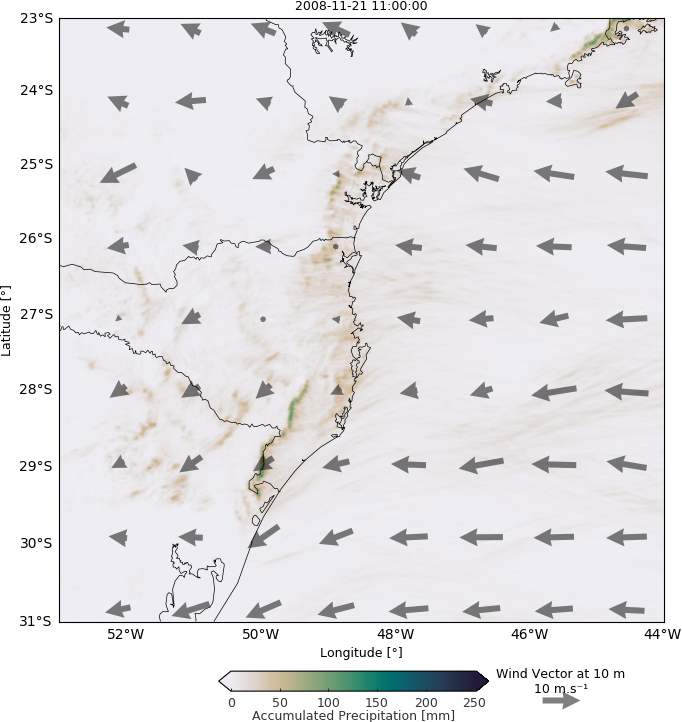 2008-11-21 11:00:00
23°S
24°S
25°S
26°S
27°S
28°S
29°S
30°S
31°S
Latitude [°]
52°W 50°W 48°W 46°W 44°W
Longitude [°]
0 50 100 150 200 250
Accumulated Precipitation [mm]
Wind Vector at 10 m
10 m.s⁻¹